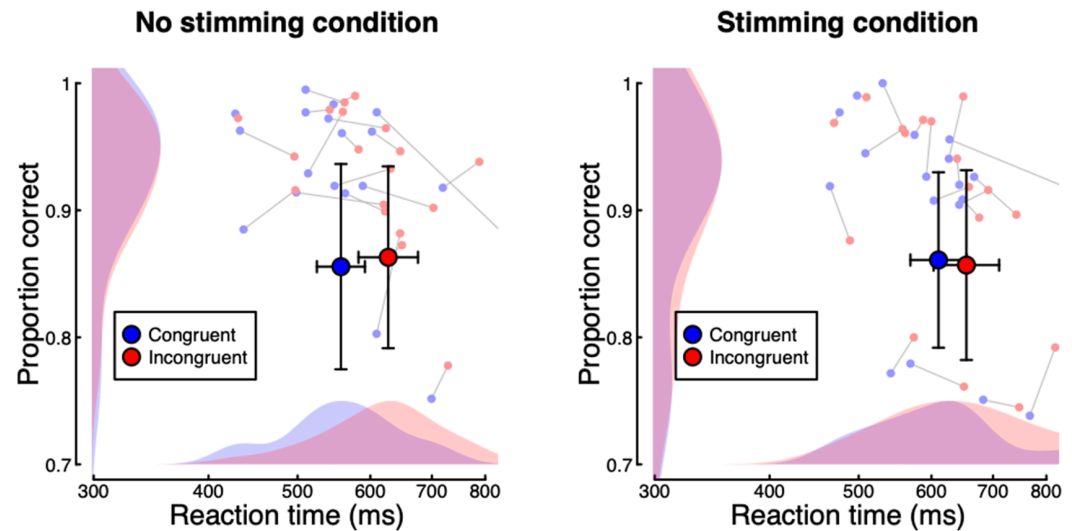 No stimming condition
Proportion correct
1
0.9
0.8
0.7
Congruent
Incongruent
300 400 500 600 700 800
Reaction time (ms)
Stimming condition
Proportion correct
1
0.9
0.8
0.7
Congruent
Incongruent
300 400 500 600 700 800
Reaction time (ms)